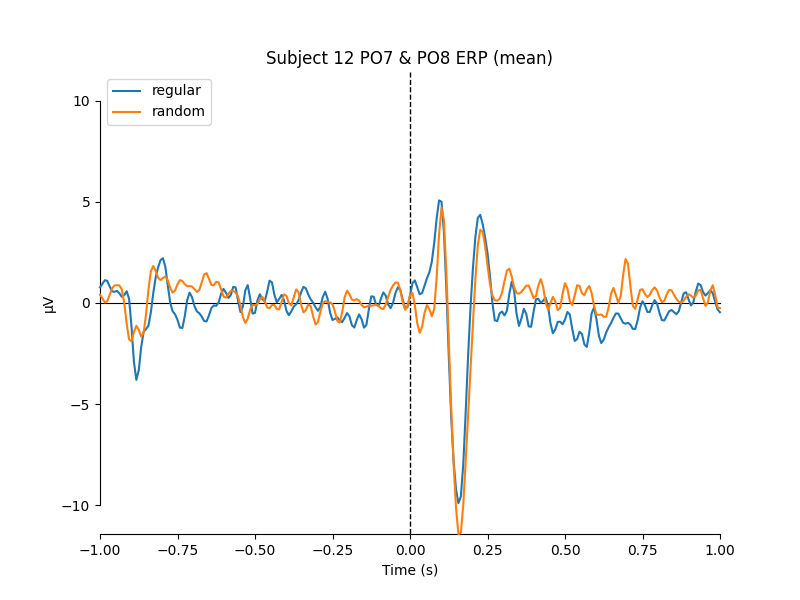 Subject 12 PO7 & PO8 ERP (mean)
regular
random
10
5
0
−5
−10
µV
−1.00 −0.75 −0.50 −0.25 0.00 0.25 0.50 0.75 1.00
Time (s)